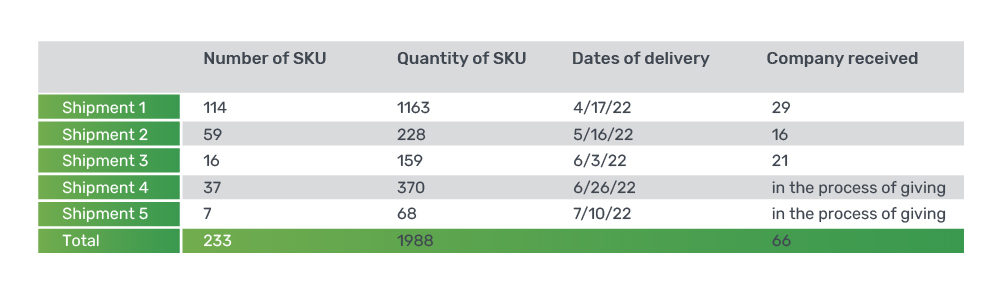 Number of SKU Quantity of SKU Dates of delivery Company received
Shipment 1 114 1163 4/17/22 29
Shipment 2 59 228 5/16/22 16
Shipment 3 16 159 6/3/22 21
Shipment 4 37 370 6/26/22 in the process of giving
Shipment 5 7 68 7/10/22 in the process of giving
Total 233 1988 66